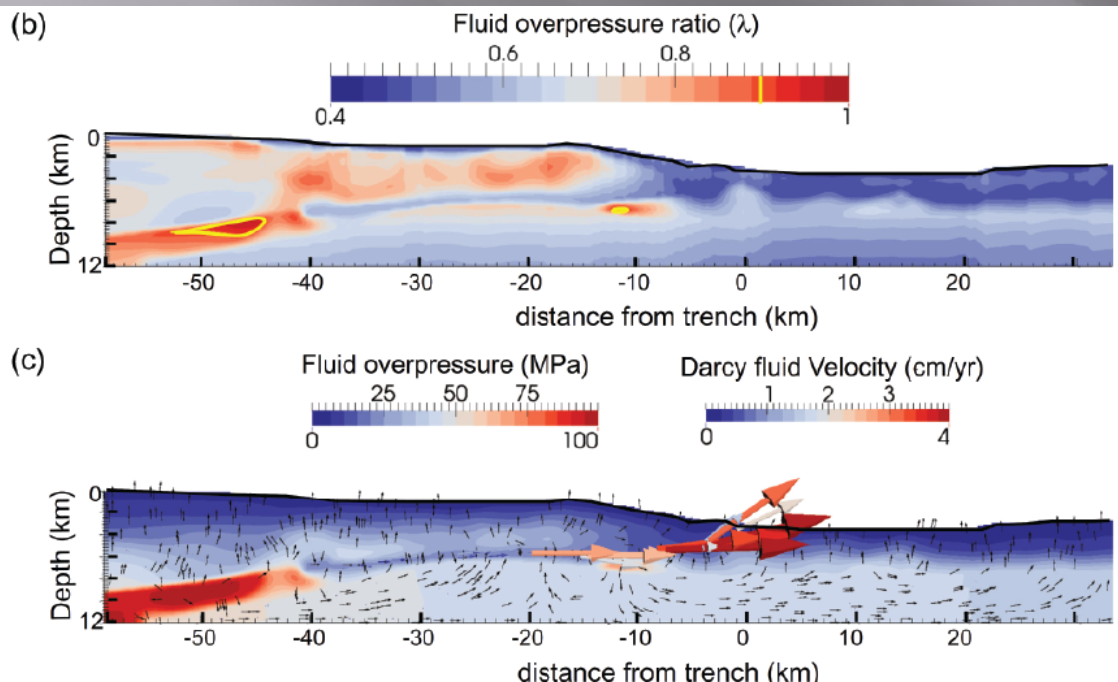 (b)
Fluid overpressure ratio (λ)
0.6 0.8
0.4 1
0
Depth (km)
12
-50 -40 -30 -20 -10 0 10 20
distance from trench (km)
(c)
Fluid overpressure (MPa) Darcy fluid Velocity (cm/yr)
25 50 75 1 2 3
0 100 0 4
0
Depth (km)
12
-50 -40 -30 -20 -10 0 10 20
distance from trench (km)